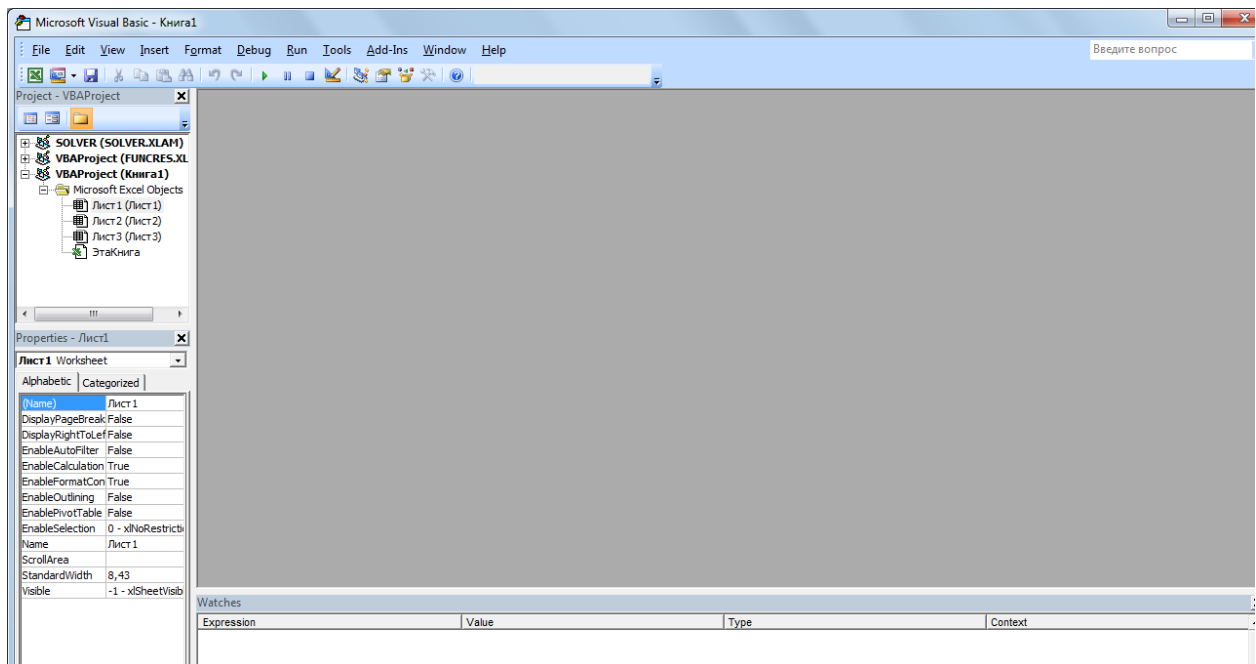 Microsoft Visual Basic - Книга1
File Edit View Insert Format Debug Run Tools Add-Ins Window Help Введите вопрос
Project - VBAProject
SOLVER (SOLVER.XLAM)
VBAProject (FUNCRES.XL
VBAProject (Книга1)
Microsoft Excel Objects
Лист1 (Лист1)
Лист2 (Лист2)
Лист3 (Лист3)
ЭтаКнига
Properties - Лист1
Лист1 Worksheet
Alphabetic Categorized
(Name) Лист1
DisplayPageBreak False
DisplayRightToLef False
EnableAutoFilter False
EnableCalculation True
EnableFormatCon True
EnableOutlining False
EnablePivotTable False
EnableSelection 0 - xlNoRestricti
Name Лист1
ScrollArea
StandardWidth 8,43
Visible -1 - xlSheetVisib
Watches
Expression Value Type Context